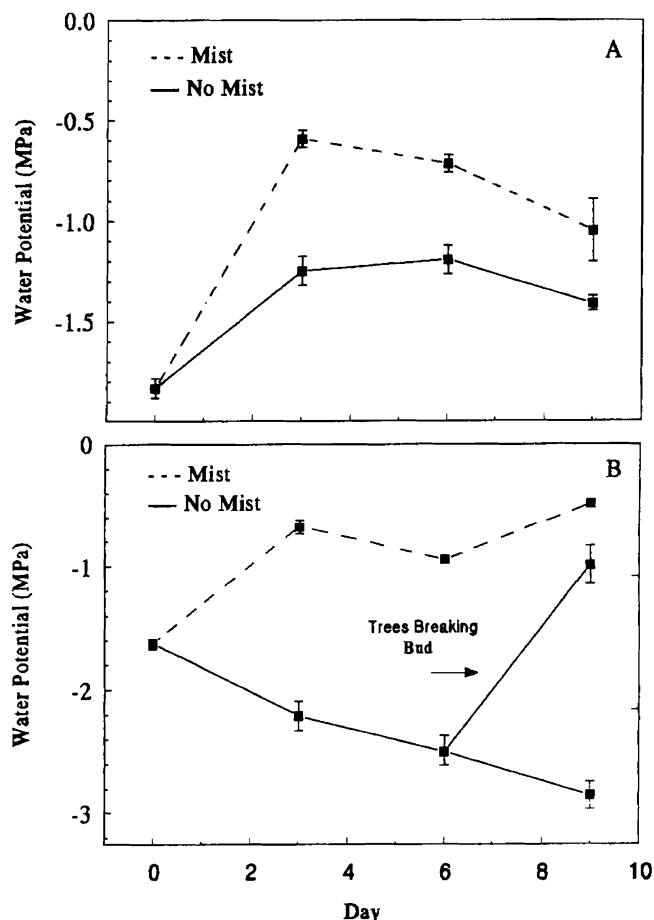 0.0
-0.5
-1.0
-1.5
Water Potential (MPa)
Mist
No Mist
A
0
-1
-2
-3
Water Potential (MPa)
Mist
No Mist
B
Trees Breaking
Bud
0
2
4
6
8
10
Day